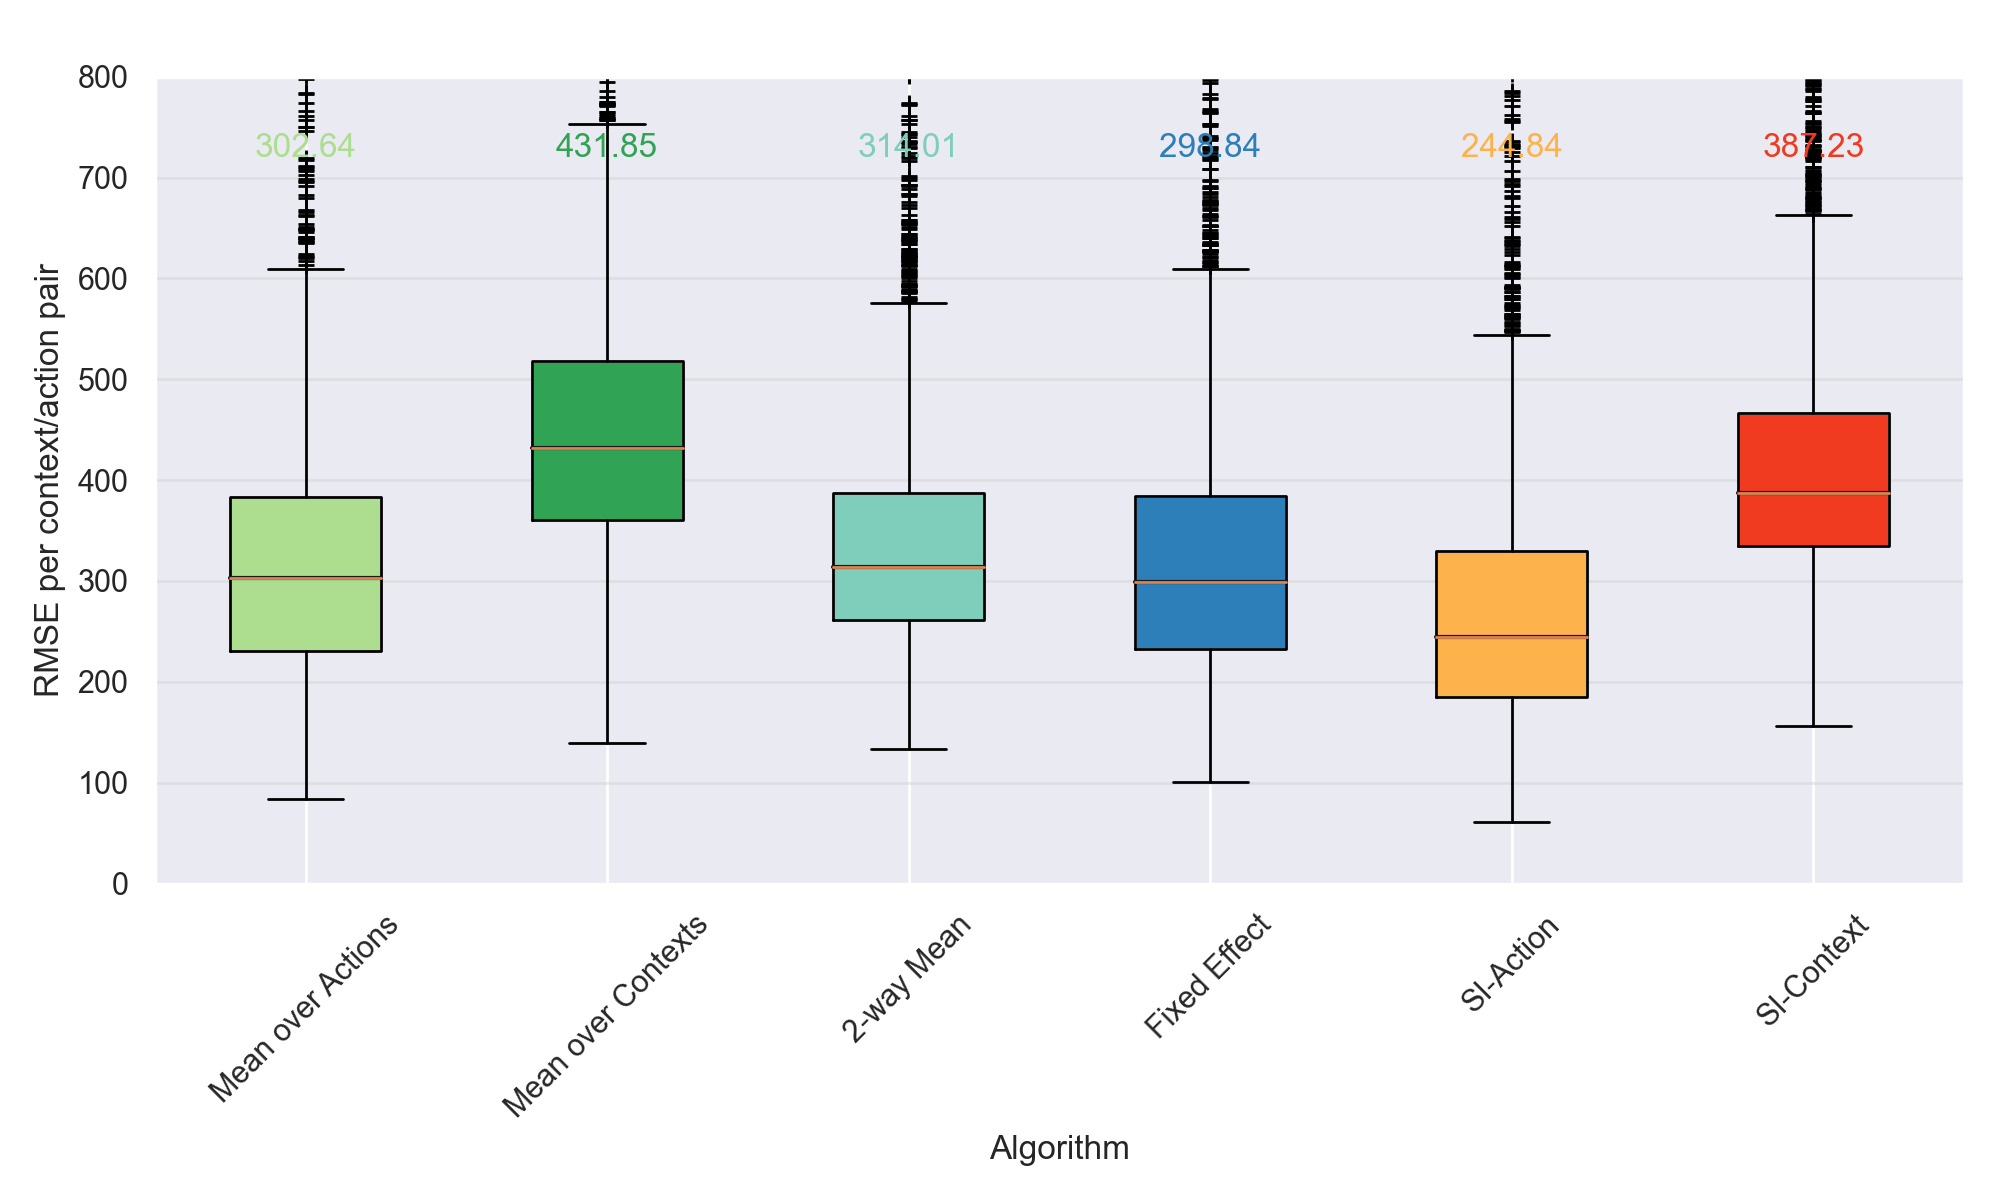 800
700
600
500
400
300
200
100
0
RMSE per context/action pair
302.64
431.85
314.01
298.84
244.84
387.23
Mean over Actions
Mean over Contexts
2-way Mean
Fixed Effect
SI-Action
SI-Context
Algorithm